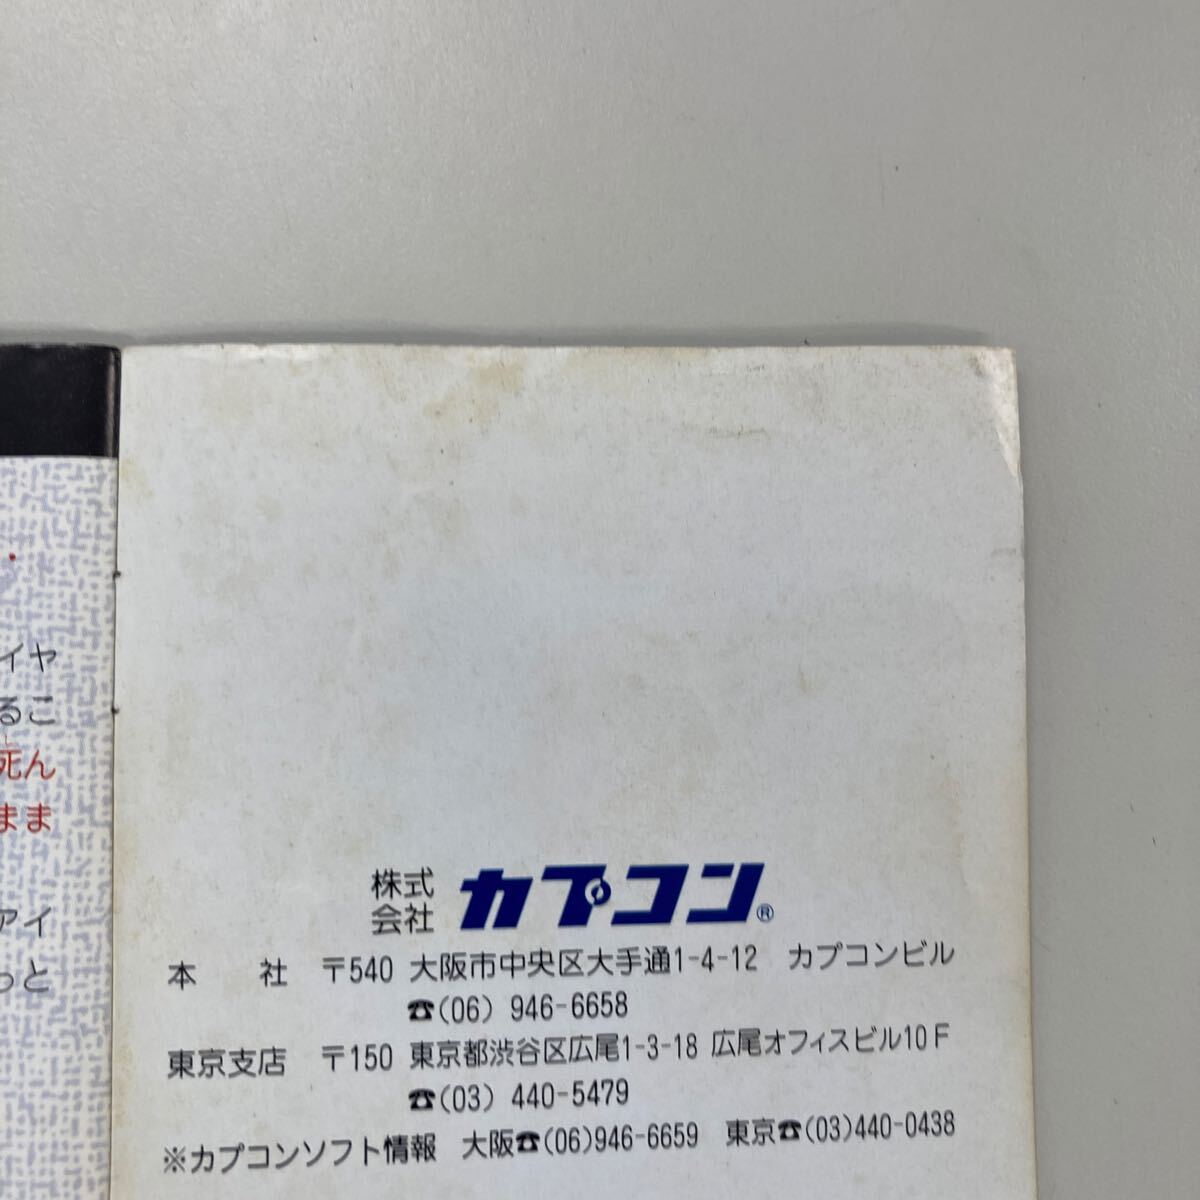 イヤ
るこ
死ん
まま
アイ
っと
株式会社 カプコン®
本 社 〒540 大阪市中央区大手通1-4-12 カプコンビル
☎(06) 946-6658
東京支店 〒150 東京都渋谷区広尾1-3-18 広尾オフィスビル10F
☎(03) 440-5479
※カプコンソフト情報 大阪☎(06)946-6659 東京☎(03)440-0438